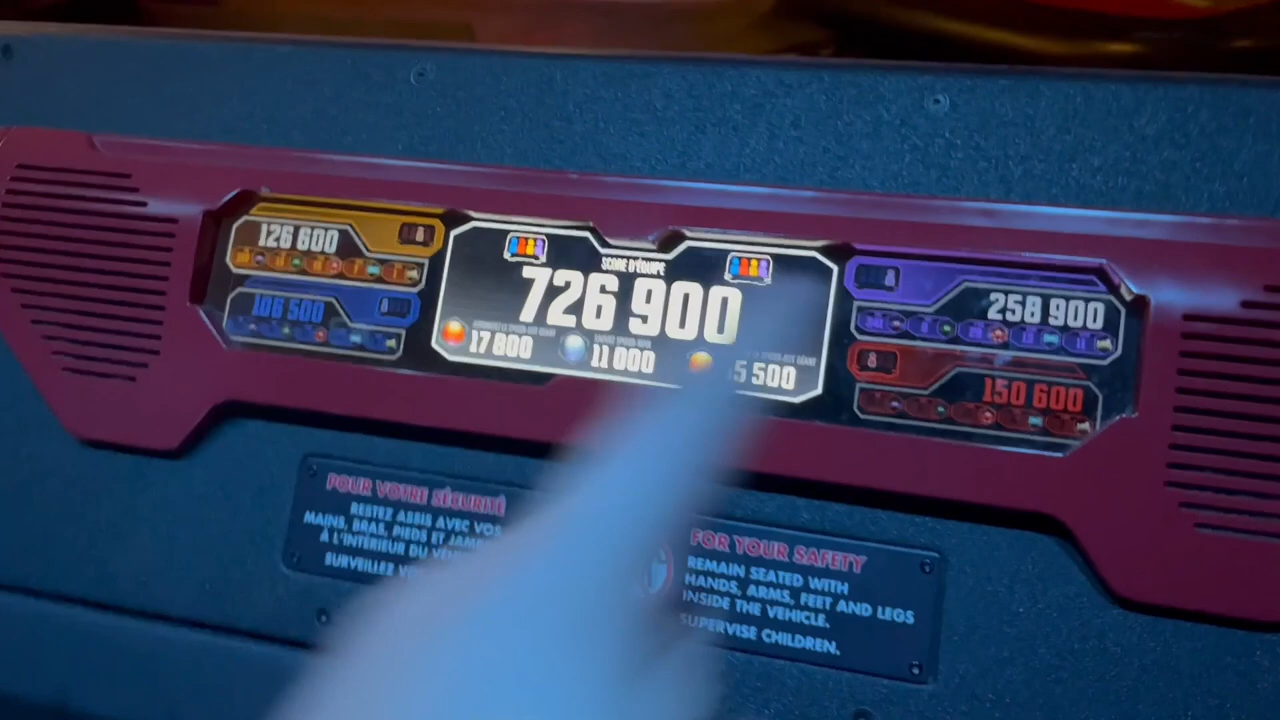 126 600
106 500
SCORE D'ÉQUIPE
726 900
17 800
11 000
5 500
258 900
150 600
POUR VOTRE SÉCURITÉ
RESTEZ ASSIS AVEC VOS
MAINS, BRAS, PIEDS ET
À L'INTÉRIEUR DU
SURVEILLEZ
FOR YOUR SAFETY
REMAIN SEATED WITH
HANDS, ARMS, FEET AND LEGS
INSIDE THE VEHICLE.
SUPERVISE CHILDREN.